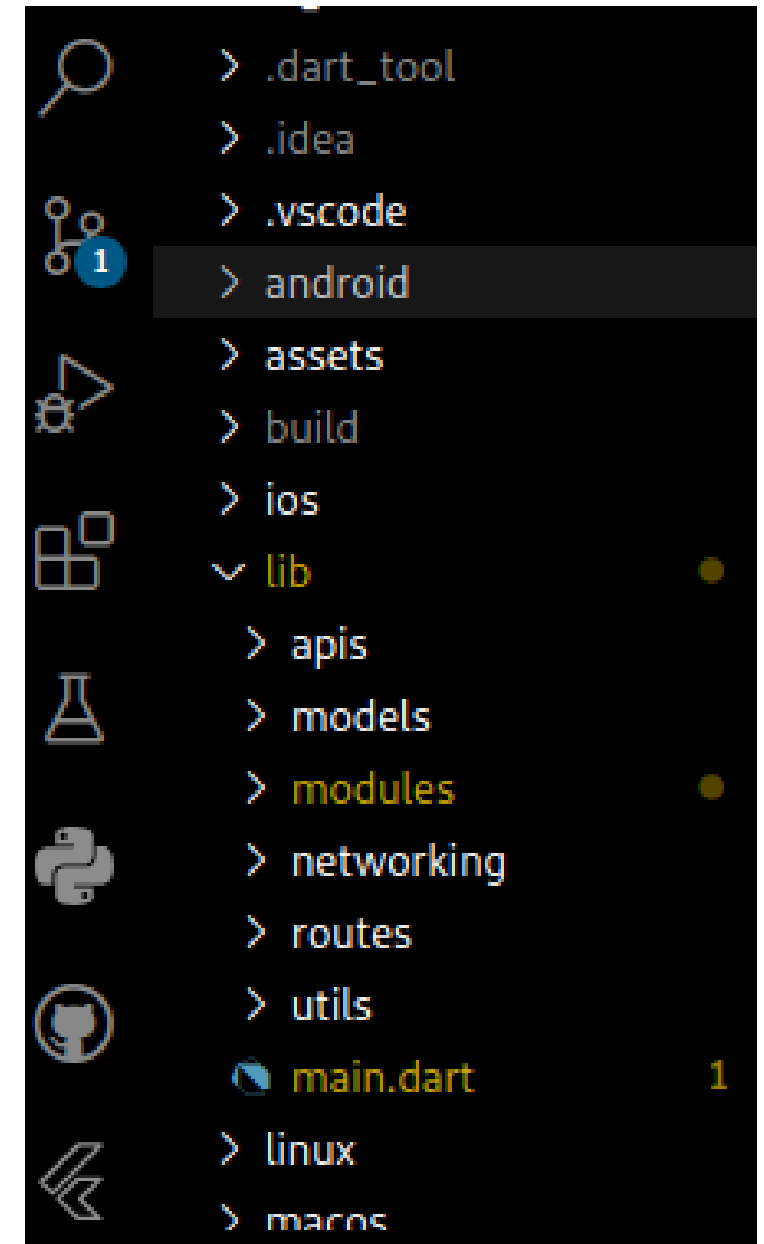 .dart_tool
.idea
.vscode
1
android
assets
build
ios
lib
apis
models
modules
networking
routes
utils
main.dart 1
linux
macos